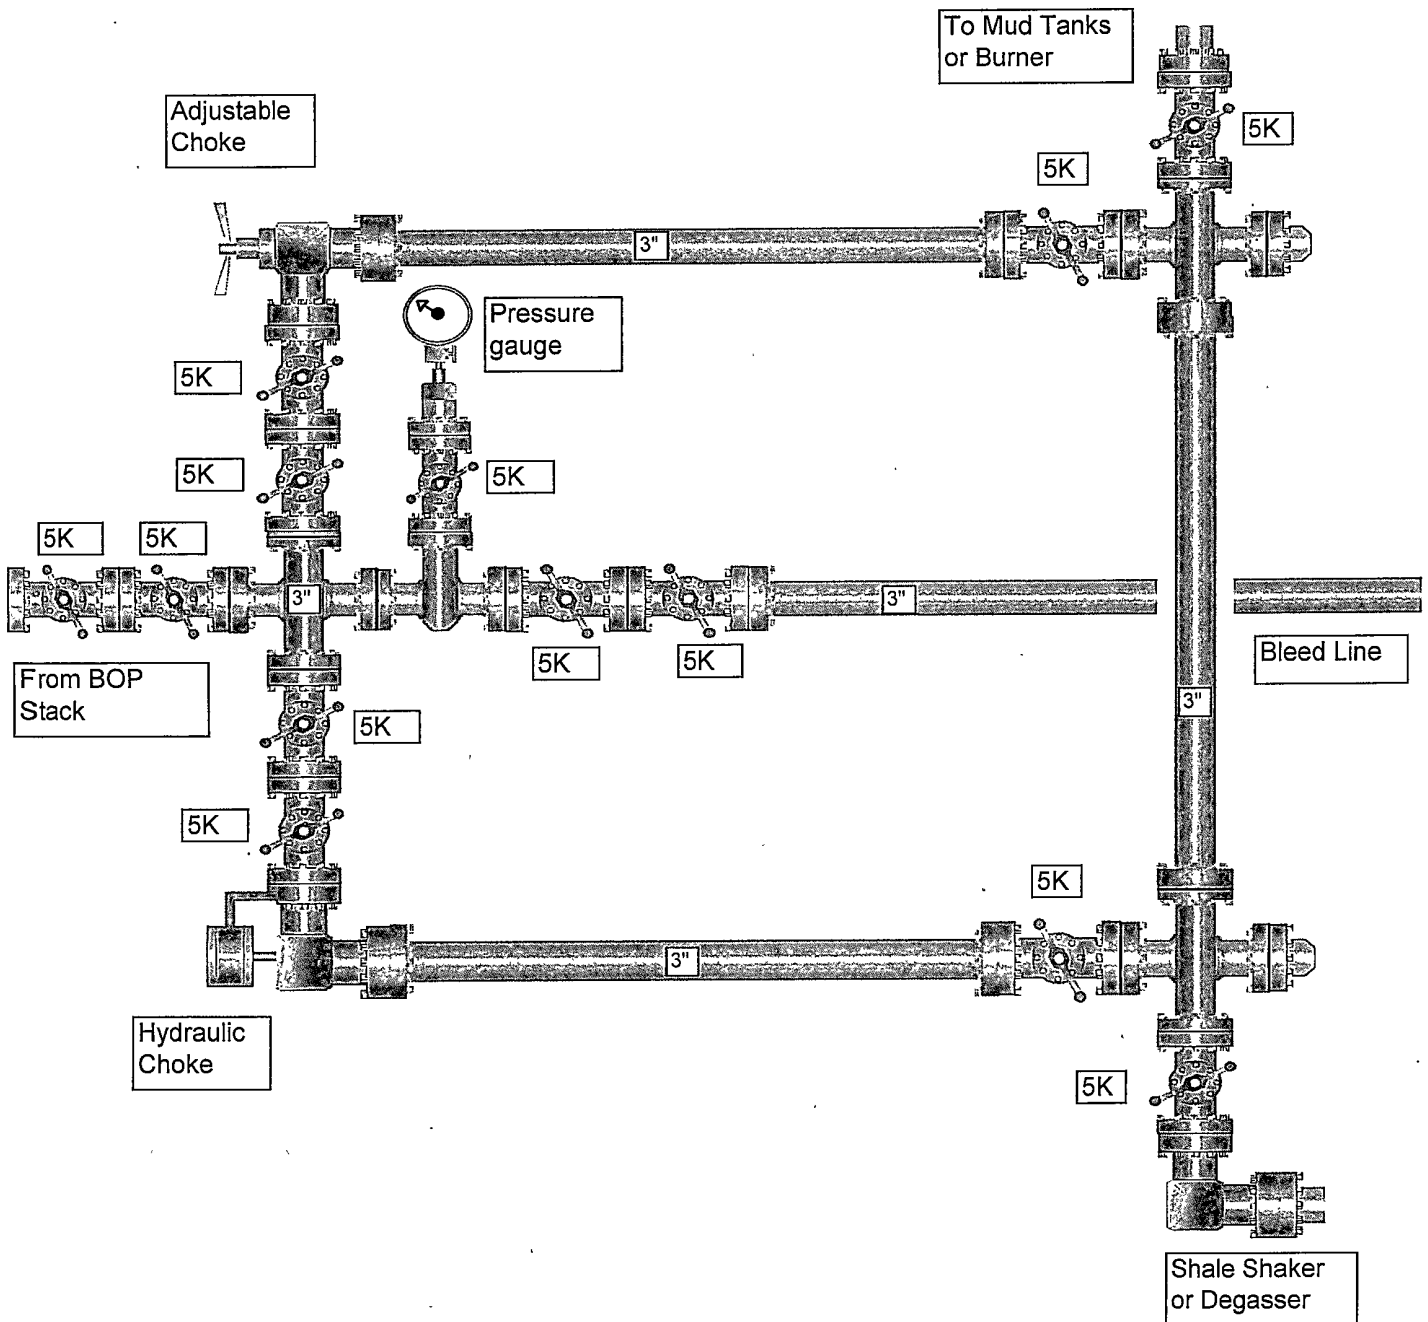 To Mud Tanks
or Burner
Adjustable
Choke
5K
5K
3"
Pressure
gauge
5K
5K
5K
5K
5K
3"
3"
5K
5K
Bleed Line
From BOP
Stack
3"
5K
5K
5K
3"
Hydraulic
Choke
5K
Shale Shaker
or Degasser